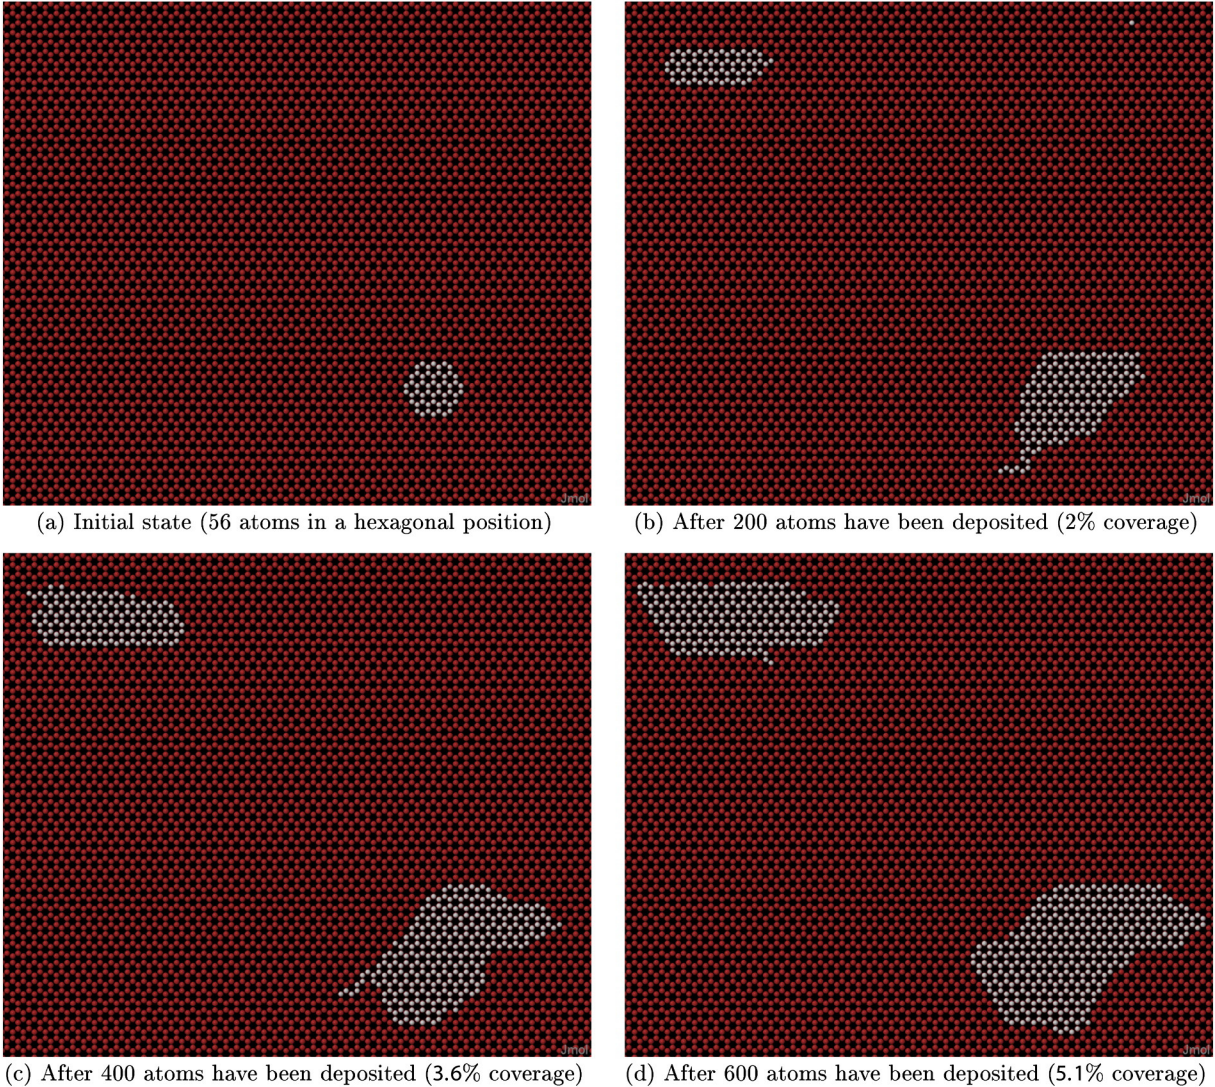 Jmol
Jmol
(a) Initial state (56 atoms in a hexagonal position)
(b) After 200 atoms have been deposited (2% coverage)
Jmol
Jmol
(c) After 400 atoms have been deposited (3.6% coverage)
(d) After 600 atoms have been deposited (5.1% coverage)